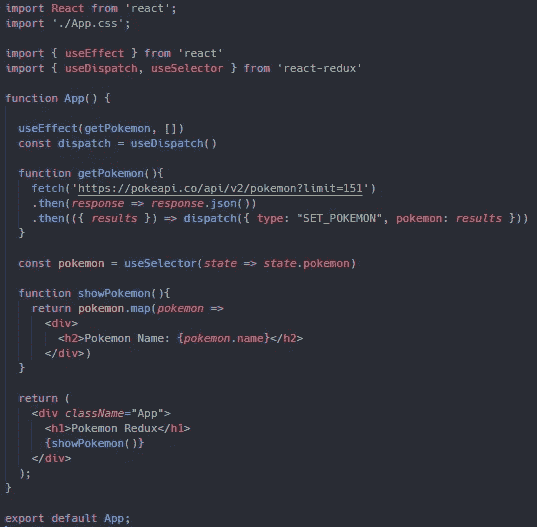 import React from 'react';
import './App.css';
import { useEffect } from 'react'
import { useDispatch, useSelector } from 'react-redux'
function App() {
useEffect(getPokemon, [])
const dispatch = useDispatch()
function getPokemon(){
fetch('https://pokeapi.co/api/v2/pokemon?limit=151')
.then(response => response.json())
.then(({ results }) => dispatch({ type: "SET_POKEMON", pokemon: results }))
}
const pokemon = useSelector(state => state.pokemon)
function showPokemon(){
return pokemon.map(pokemon =>
<div>
<h2>Pokemon Name: {pokemon.name}</h2>
</div>)
}
return (
<div className="App">
<h1>Pokemon Redux</h1>
{showPokemon()}
</div>
);
}
export default App;